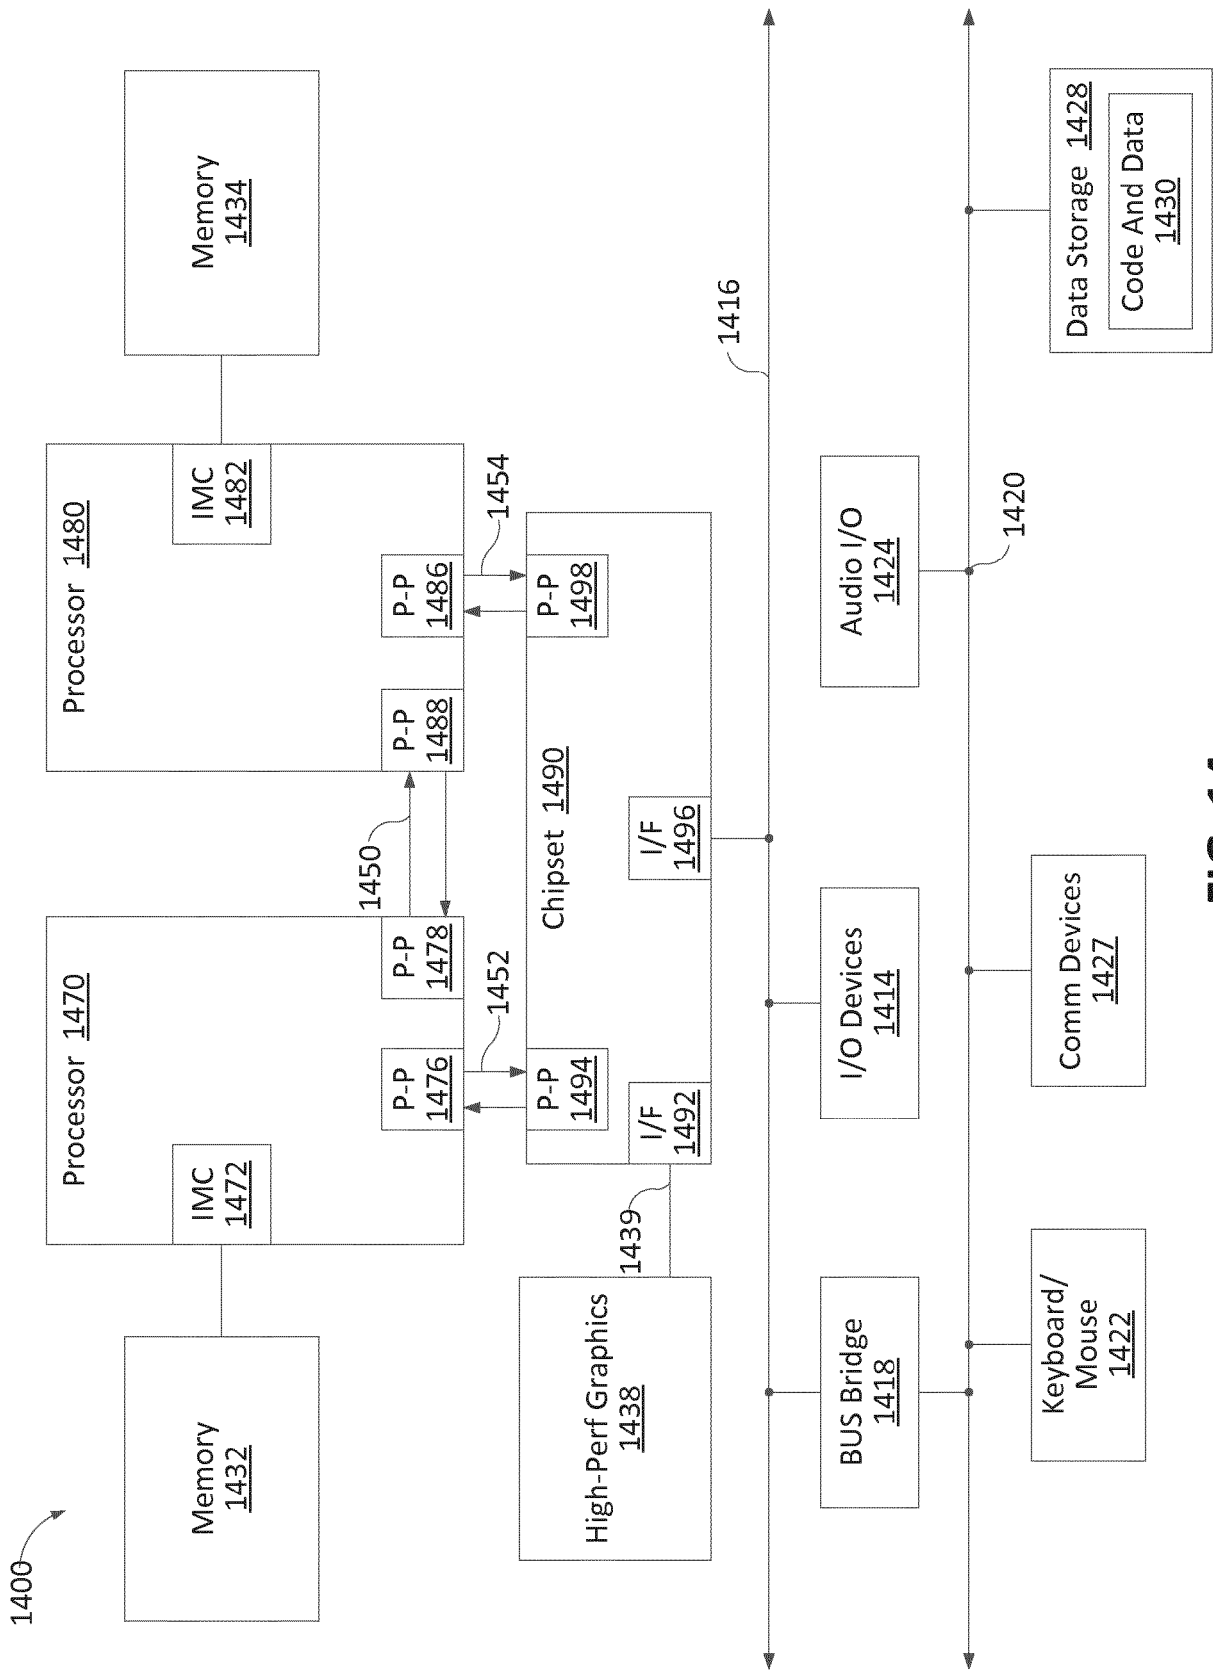 1400
Memory
1432
Processor 1470
IMC
1472
P-P
1476
P-P
1478
1450
Processor 1480
P-P
1488
P-P
1486
IMC
1482
Memory
1434
1452
1454
High-Perf Graphics
1438
1439
P-P
1494
I/F
1492
Chipset 1490
P-P
1498
I/F
1496
1416
BUS Bridge
1418
I/O Devices
1414
Audio I/O
1424
1420
Keyboard/
Mouse
1422
Comm Devices
1427
Data Storage 1428
Code And Data
1430